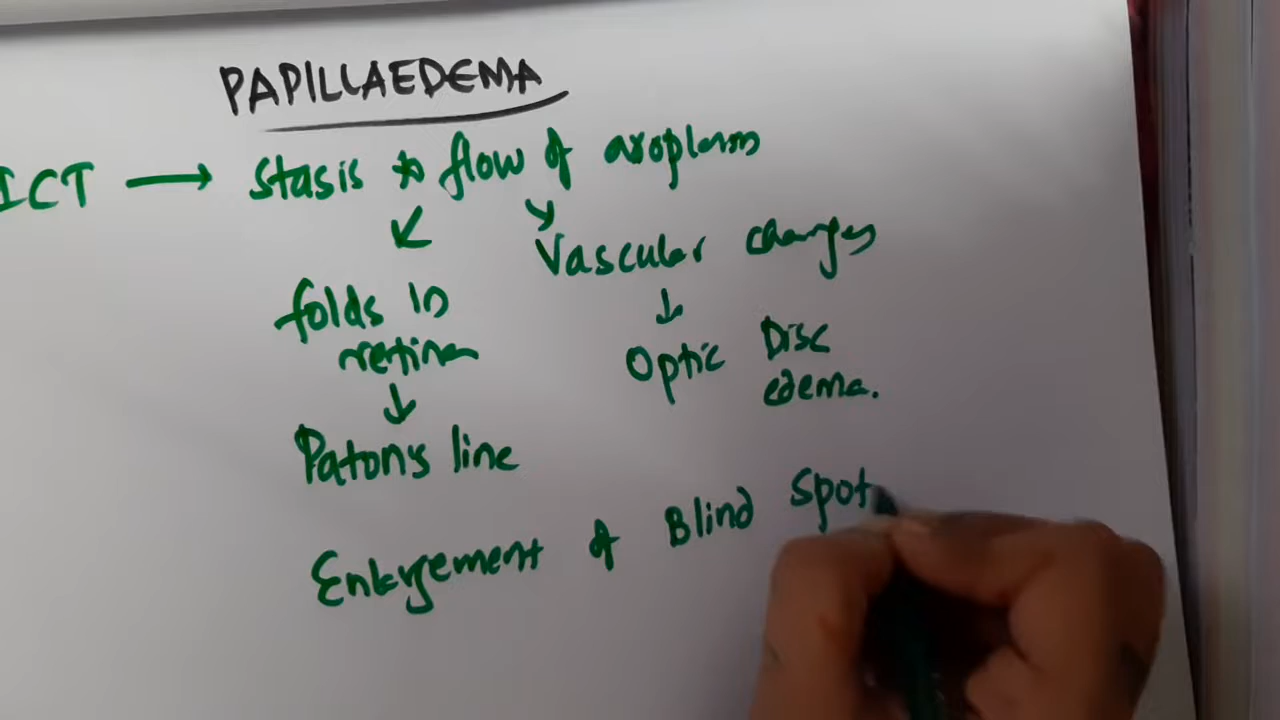 PAPILLAEDEMA
ICT → stasis to flow of axoplasm
↙ ↘
Vascular changes
folds in
retina
↓
Optic Disc
edema.
↓
Paton's line
Enlargement of Blind spot